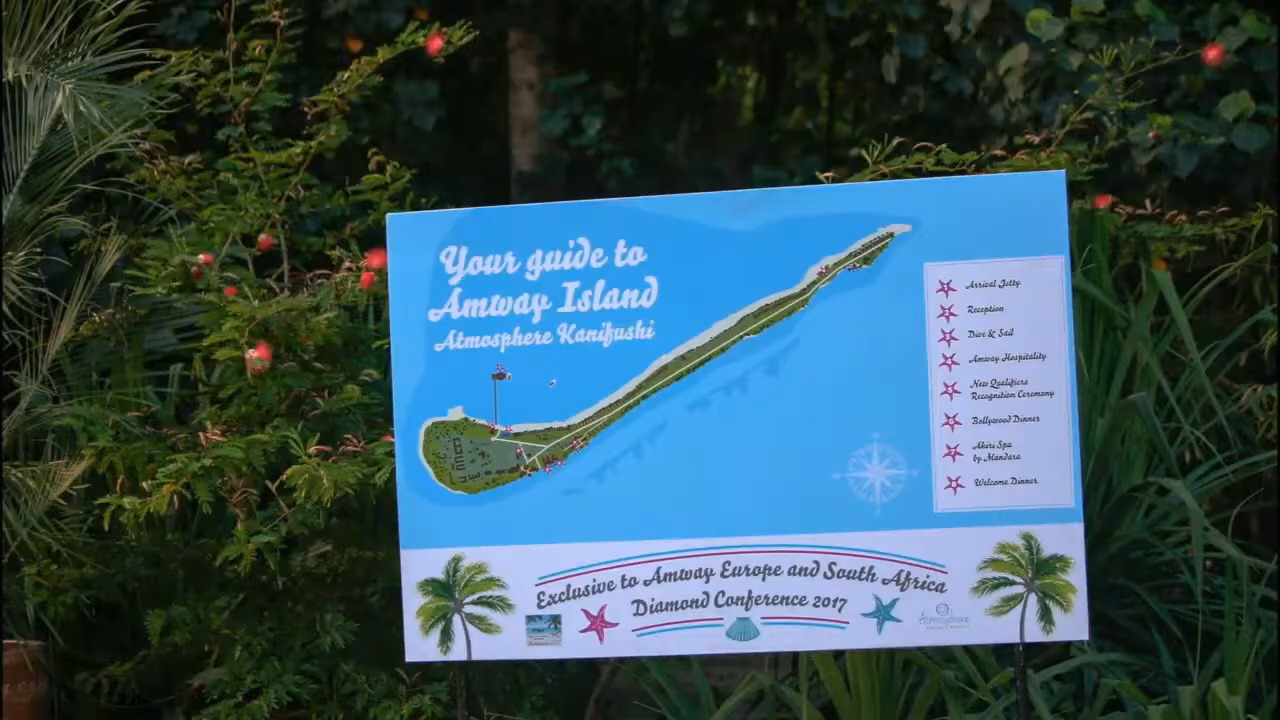 Your guide to
Amway Island
Atmosphere Kanifushi
Arrival Jetty
Reception
Dive & Sail
Amway Hospitality
New Qualifiers
Recognition Ceremony
Bollywood Dinner
Akiri Spa
by Mandara
Welcome Dinner
Exclusive to Amway Europe and South Africa
Diamond Conference 2017
Atmosphere